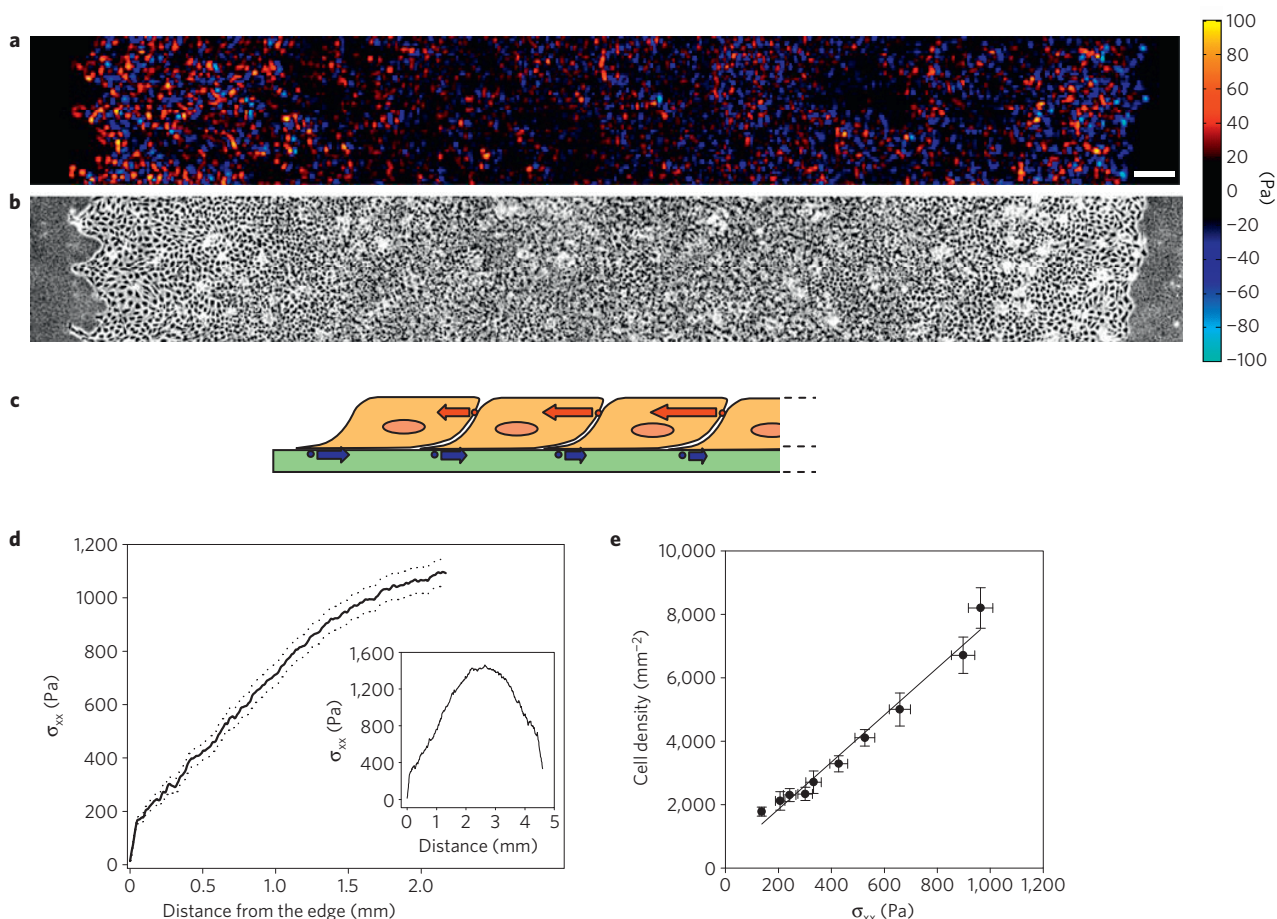 a
100
80
60
40
20
0
−20
−40
−60
−80
−100
(Pa)
b
c
d
σxx (Pa)
1,200
1000
800
600
400
200
0
0
0.5
1.0
1.5
2.0
Distance from the edge (mm)
σxx (Pa)
1,600
1,200
800
400
0
0 1 2 3 4 5
Distance (mm)
e
Cell density (mm−2)
10,000
8,000
6,000
4,000
2,000
0
0 200 400 600 800 1,000 1,200
σxx (Pa)